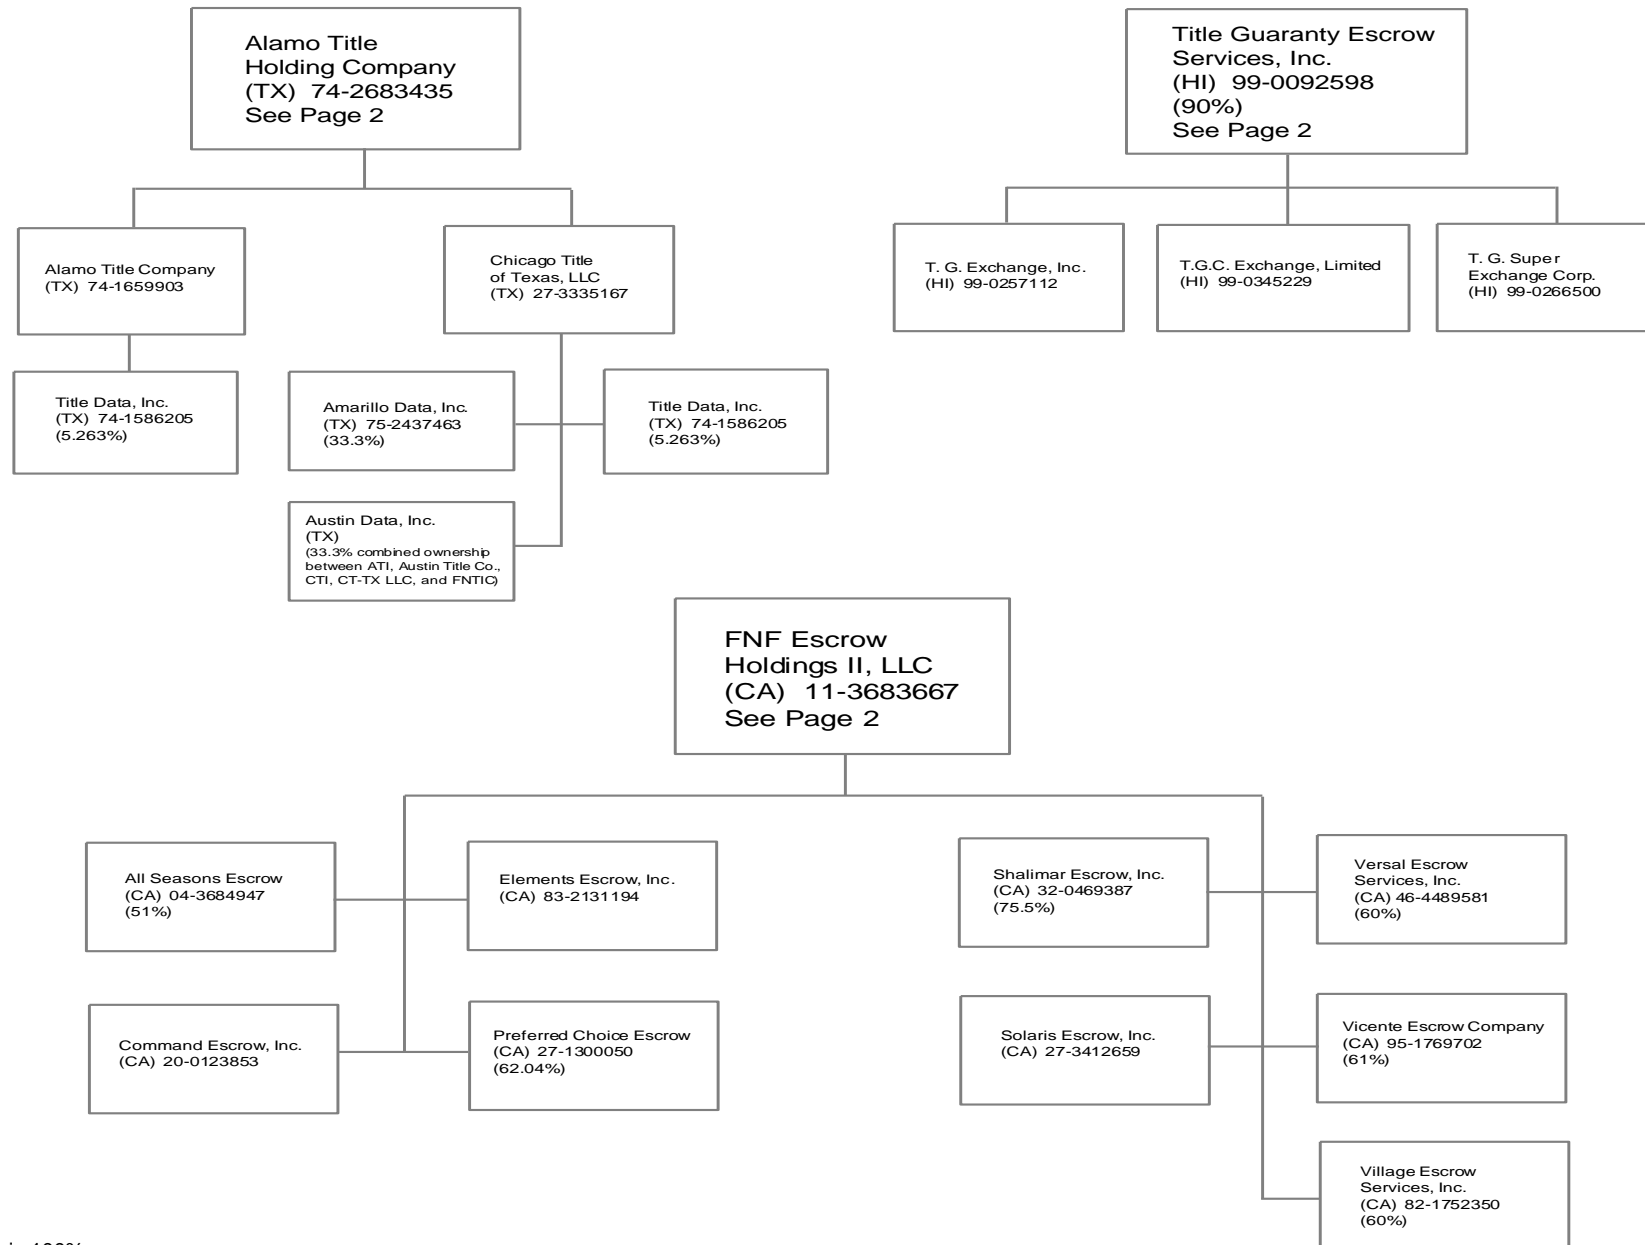 Alamo Title
Holding Company
(TX) 74-2683435
See Page 2
Title Guaranty Escrow
Services, Inc.
(HI) 99-0092598
(90%)
See Page 2
Alamo Title Company
(TX) 74-1659903
Chicago Title
of Texas, LLC
(TX) 27-3335167
T. G. Exchange, Inc.
(HI) 99-0257112
T.G.C. Exchange, Limited
(HI) 99-0345229
T. G. Super
Exchange Corp.
(HI) 99-0266500
Title Data, Inc.
(TX) 74-1586205
(5.263%)
Amarillo Data, Inc.
(TX) 75-2437463
(33.3%)
Title Data, Inc.
(TX) 74-1586205
(5.263%)
Austin Data, Inc.
(TX)
(33.3% combined ownership
between ATI, Austin Title Co.,
CTI, CT-TX LLC, and FNTIC)
FNF Escrow
Holdings II, LLC
(CA) 11-3683667
See Page 2
All Seasons Escrow
(CA) 04-3684947
(51%)
Elements Escrow, Inc.
(CA) 83-2131194
Shalimar Escrow, Inc.
(CA) 32-0469387
(75.5%)
Versal Escrow
Services, Inc.
(CA) 46-4489581
(60%)
Command Escrow, Inc.
(CA) 20-0123853
Preferred Choice Escrow
(CA) 27-1300050
(62.04%)
Solaris Escrow, Inc.
(CA) 27-3412659
Vicente Escrow Company
(CA) 95-1769702
(61%)
Village Escrow
Services, Inc.
(CA) 82-1752350
(60%)